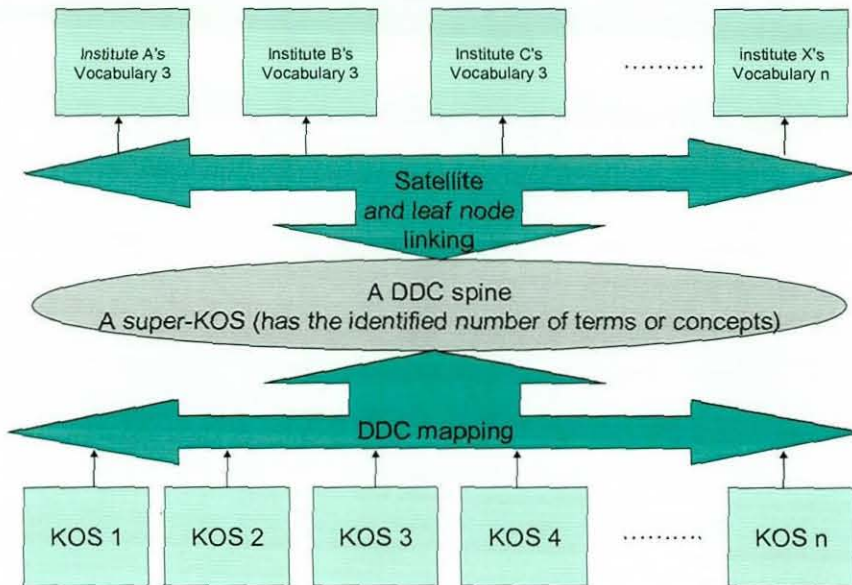 Institute A's
Vocabulary 3
Institute B's
Vocabulary 3
Institute C's
Vocabulary 3
...........
institute X's
Vocabulary n
Satellite
and leaf node
linking
A DDC spine
A super-KOS (has the identified number of terms or concepts)
DDC mapping
KOS 1
KOS 2
KOS 3
KOS 4
...........
KOS n